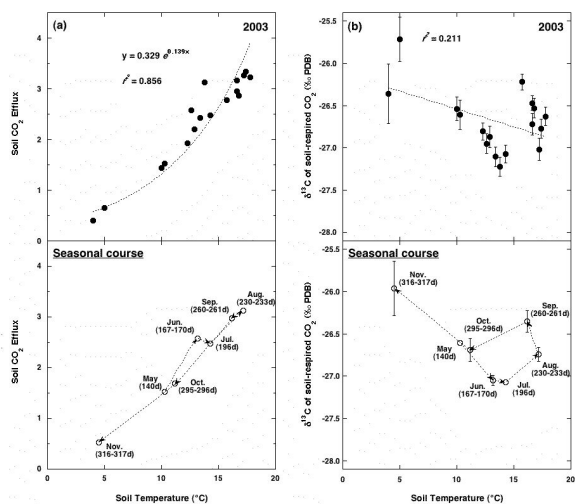 (a)
2003
y = 0.329 e^0.139x
r² = 0.856
Soil CO₂ Efflux
4
3
2
1
0
Seasonal course
Soil CO₂ Efflux
4
3
2
1
0
Sep.
(260-261d)
Aug.
(230-233d)
Jun.
(167-170d)
Jul.
(196d)
May
(140d)
Oct.
(295-296d)
Nov.
(316-317d)
0
5
10
15
20
Soil Temperature (°C)
(b)
2003
r² = 0.211
δ¹³C of soil-respired CO₂ (‰ PDB)
-25.5
-26.0
-26.5
-27.0
-27.5
-28.0
Seasonal course
δ¹³C of soil-respired CO₂ (‰ PDB)
-25.5
-26.0
-26.5
-27.0
-27.5
-28.0
Nov.
(316-317d)
Sep.
(260-261d)
Oct.
(295-296d)
May
(140d)
Aug.
(230-233d)
Jun.
(167-170d)
Jul.
(196d)
0
5
10
15
20
Soil Temperature (°C)